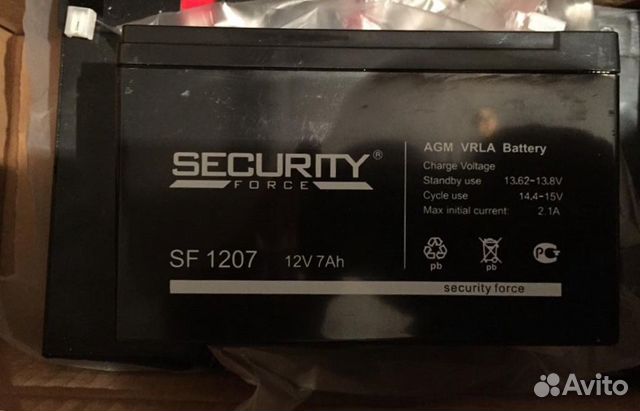 SECURITY®
FORCE
SF 1207 12V 7Ah
AGM VRLA Battery
Charge Voltage
Standby use 13.62-13.8V
Cycle use 14.4-15V
Max initial current: 2.1A
pb pb
security force
Avito